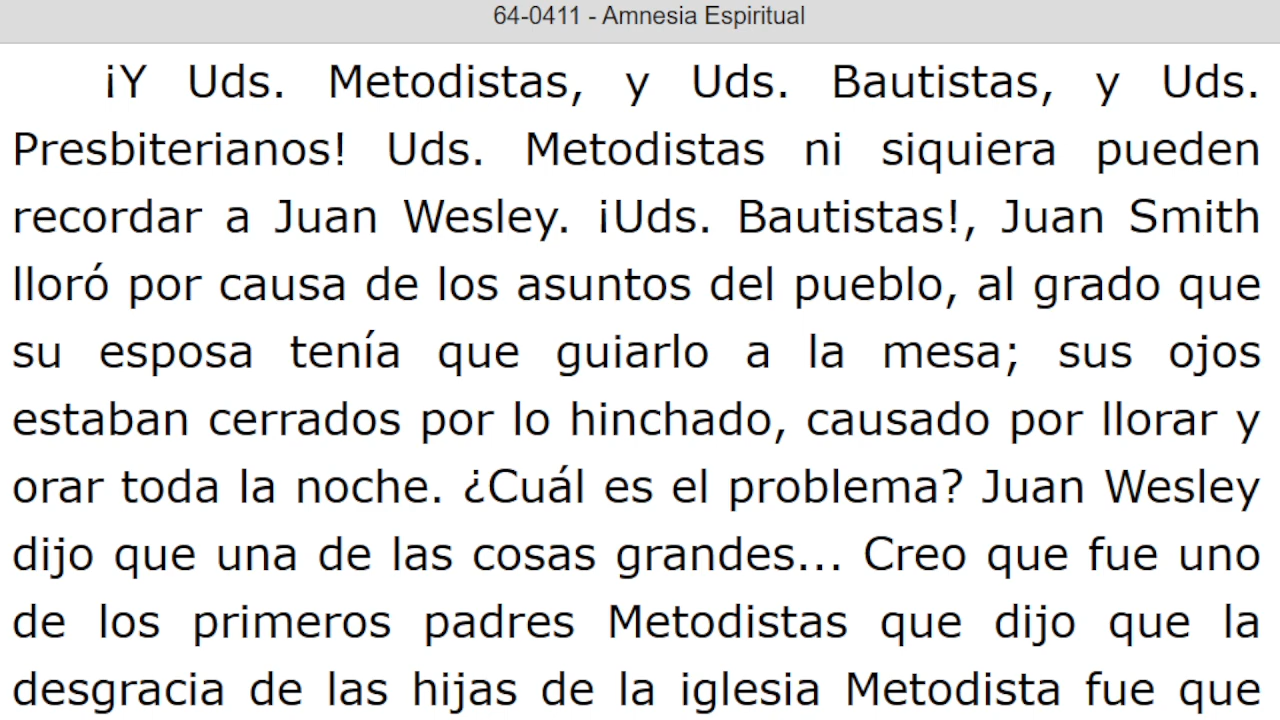 64-0411 - Amnesia Espiritual
¡Y Uds. Metodistas, y Uds. Bautistas, y Uds.
Presbiterianos! Uds. Metodistas ni siquiera pueden
recordar a Juan Wesley. ¡Uds. Bautistas!, Juan Smith
lloró por causa de los asuntos del pueblo, al grado que
su esposa tenía que guiarlo a la mesa; sus ojos
estaban cerrados por lo hinchado, causado por llorar y
orar toda la noche. ¿Cuál es el problema? Juan Wesley
dijo que una de las cosas grandes... Creo que fue uno
de los primeros padres Metodistas que dijo que la
desgracia de las hijas de la iglesia Metodista fue que